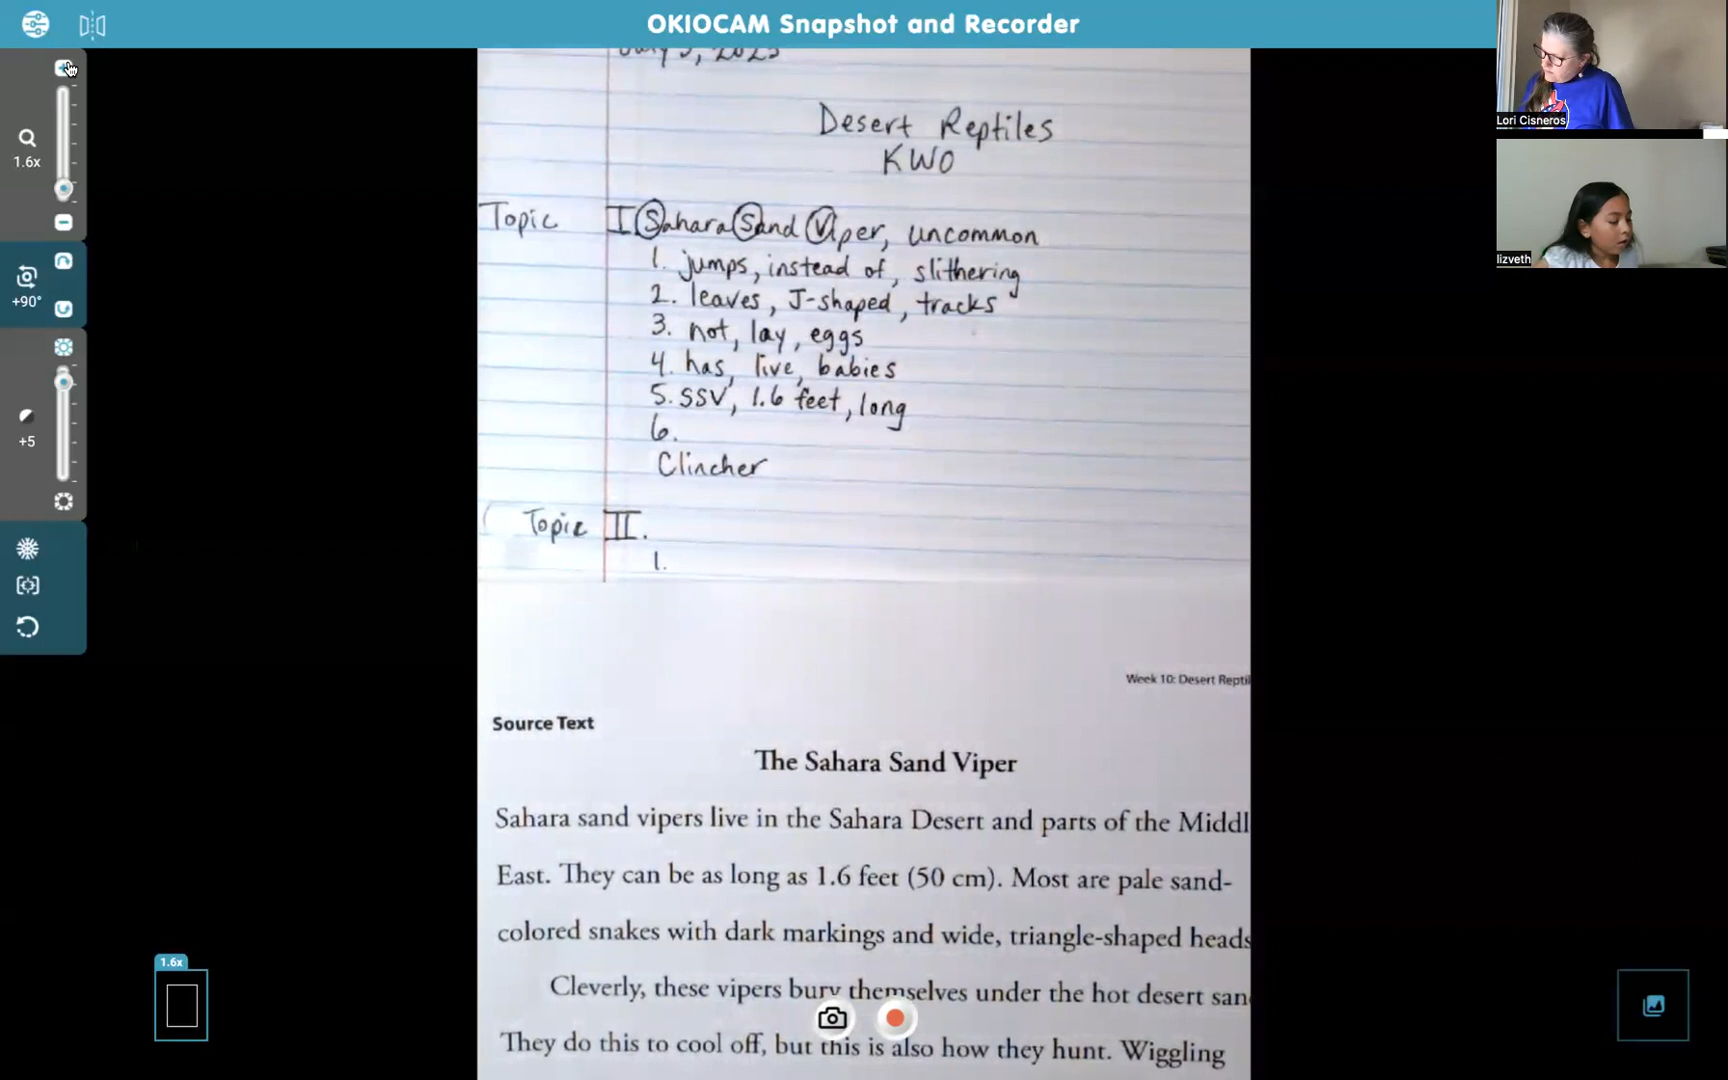 OKIOCAM Snapshot and Recorder
Lori Cisneros
lizveth
1.6x
+90°
+5
1.6x
July 5, 2023
Desert Reptiles
KWO
Topic I Sahara Sand Viper, uncommon
1. jumps, instead of, slithering
2. leaves, J-shaped, tracks
3. not, lay, eggs
4. has, live, babies
5. SSV, 1.6 feet, long
6.
Clincher
Topic II.
1.
Week 10: Desert Repti
Source Text
The Sahara Sand Viper
Sahara sand vipers live in the Sahara Desert and parts of the Middl
East. They can be as long as 1.6 feet (50 cm). Most are pale sand-
colored snakes with dark markings and wide, triangle-shaped heads
Cleverly, these vipers bury themselves under the hot desert san
They do this to cool off, but this is also how they hunt. Wiggling